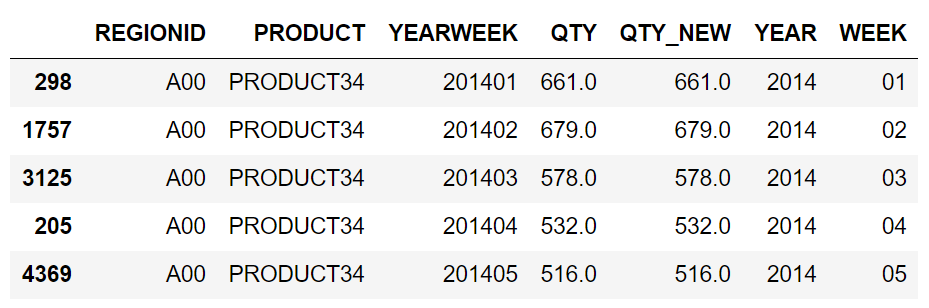 REGIONID PRODUCT YEARWEEK QTY QTY_NEW YEAR WEEK
298 A00 PRODUCT34 201401 661.0 661.0 2014 01
1757 A00 PRODUCT34 201402 679.0 679.0 2014 02
3125 A00 PRODUCT34 201403 578.0 578.0 2014 03
205 A00 PRODUCT34 201404 532.0 532.0 2014 04
4369 A00 PRODUCT34 201405 516.0 516.0 2014 05